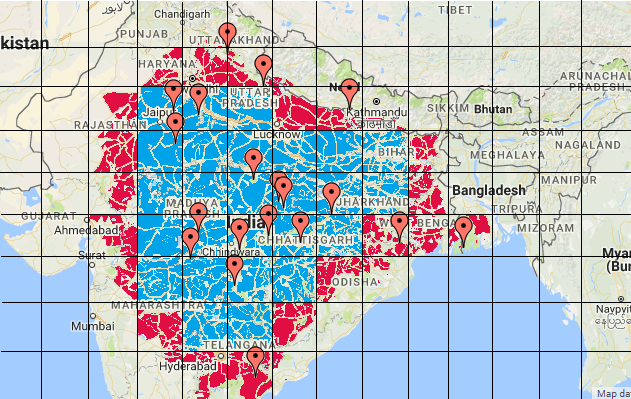 TIBET
Chandigarh
PUNJAB
UTTARAKHAND
kistan
HARYANA
ARUNACHAL
PRADESH
UTTAR
PRADESH
Kathmandu
SIKKIM
Bhutan
Jaipur
RAJASTHAN
Lucknow
ASSAM
NAGALAND
BIHAR
MEGHALAYA
MANIPUR
Bangladesh
MADHYA
PRADESH
JHARKHAND
TRIPURA
GUJARAT
India
WEST BENGAL
MIZORAM
Ahmedabad
CHHATTISGARH
Surat
Chhindwara
Myan
(Bur
ODISHA
MAHARASHTRA
Naypyit
Mumbai
TELANGANA
Hyderabad
Map da